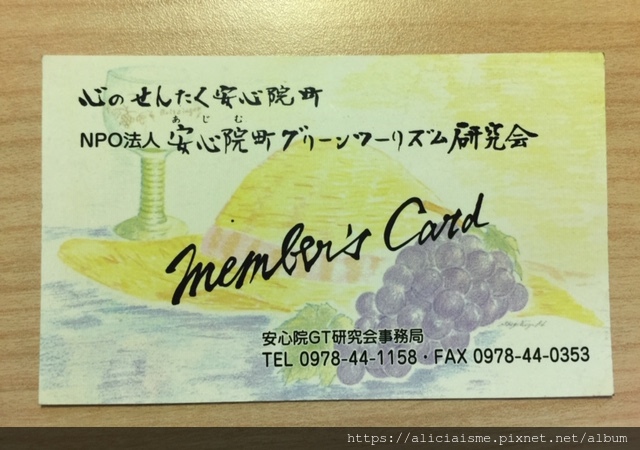 心のせんたく安心院町
あじむ
NPO法人 安心院町グリーンツーリズム研究会
Member's Card
安心院GT研究会事務局
TEL 0978-44-1158・FAX 0978-44-0353
https://aliciaisme.pixnet.net/album